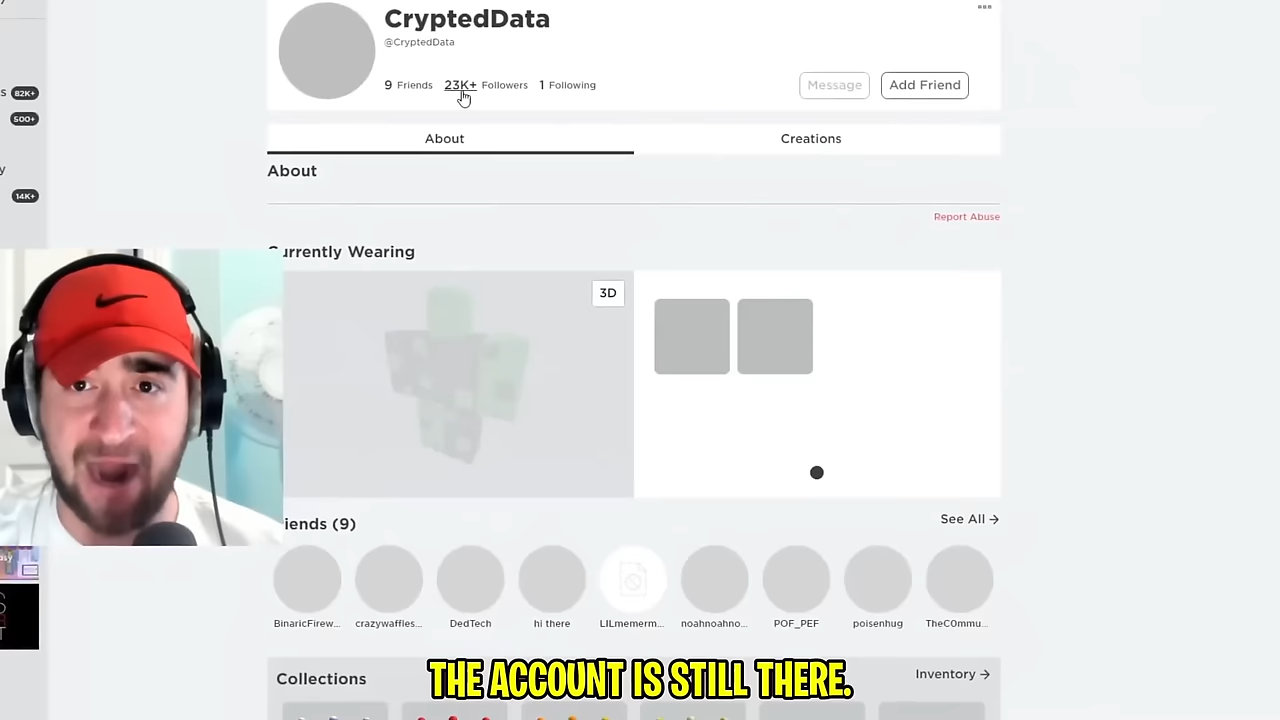 CryptedData
@CryptedData
9 Friends 23K+ Followers 1 Following
Message
Add Friend
82K+
500+
14K+
About
Creations
About
Report Abuse
Currently Wearing
3D
Friends (9)
See All →
BinaricFirew...
crazywaffles...
DedTech
hi there
LILmemerm...
noahnoahno...
POF_PEF
poisenhug
TheC0mmu...
Collections
Inventory →
THE ACCOUNT IS STILL THERE.